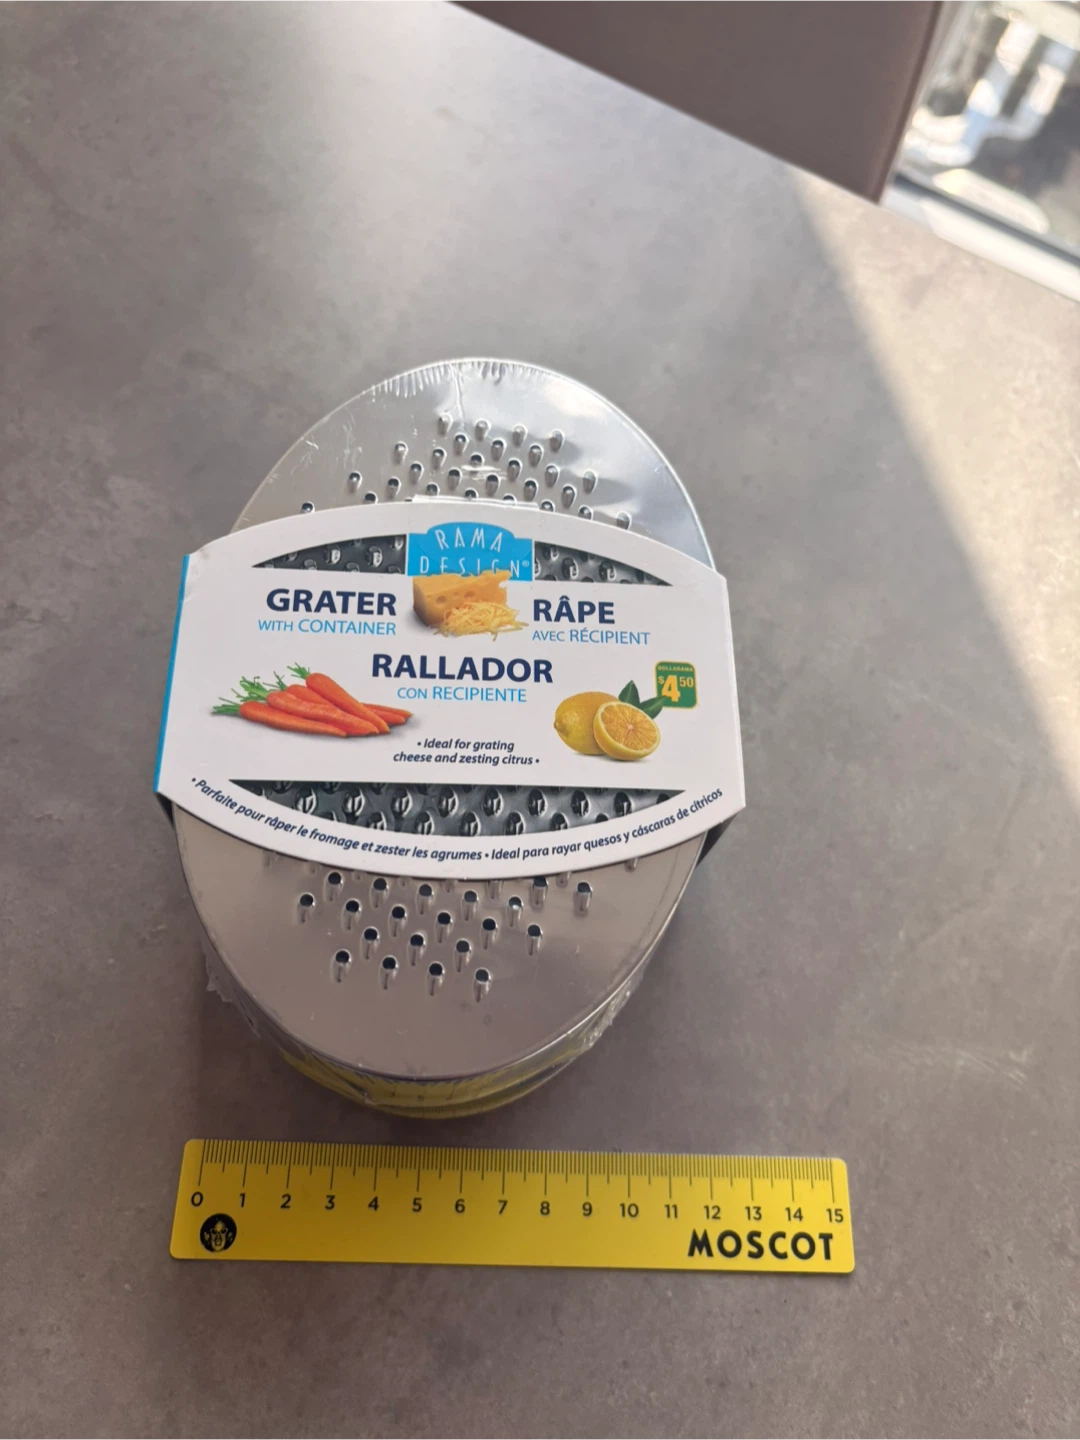 RAMA
DESIGN®
GRATER
WITH CONTAINER
RÂPE
AVEC RÉCIPIENT
RALLADOR
CON RECIPIENTE
DOLLARAMA
$4.50
• Ideal for grating
cheese and zesting citrus •
• Parfaite pour râper le fromage et zester les agrumes • Ideal para rayar quesos y cáscaras de cítricos
0 1 2 3 4 5 6 7 8 9 10 11 12 13 14 15
MOSCOT